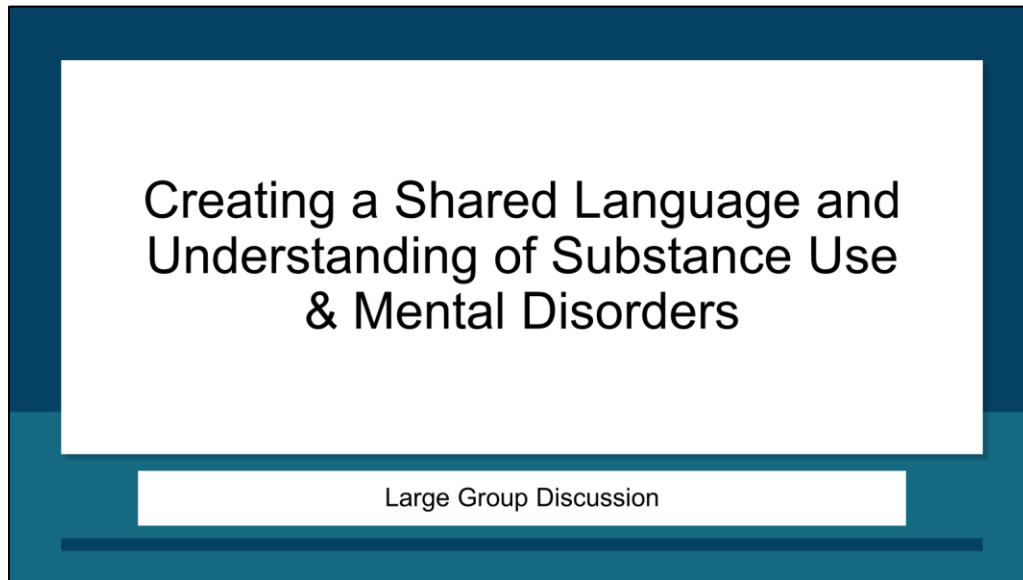 Creating a Shared Language and
Understanding of Substance Use
& Mental Disorders
Large Group Discussion